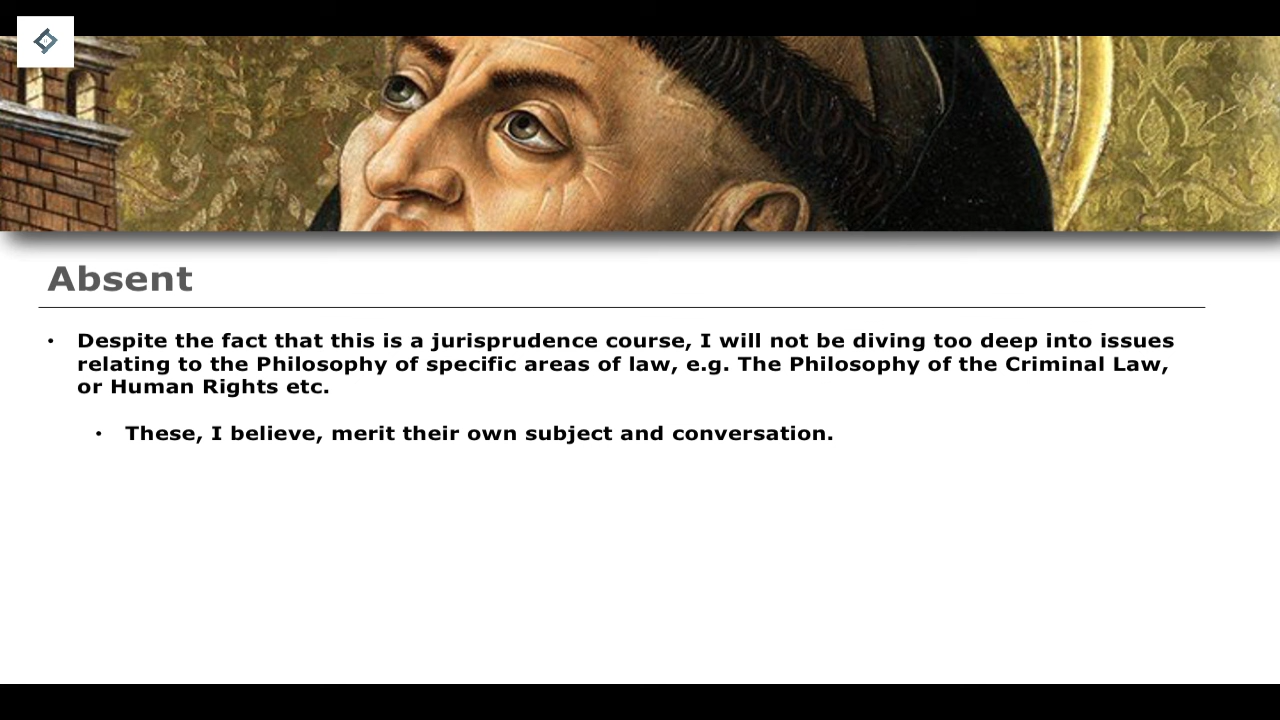 Absent
• Despite the fact that this is a jurisprudence course, I will not be diving too deep into issues
relating to the Philosophy of specific areas of law, e.g. The Philosophy of the Criminal Law,
or Human Rights etc.
• These, I believe, merit their own subject and conversation.